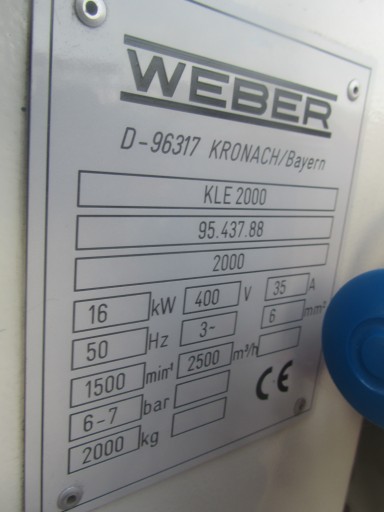 WEBER
D-96317 KRONACH/Bayern
KLE 2000
95.437.88
2000
16 kW 400 V 35 A
50 Hz 3~ 6 mm²
1500 min⁻¹ 2500 m³/h
6-7 bar
2000 kg
CE